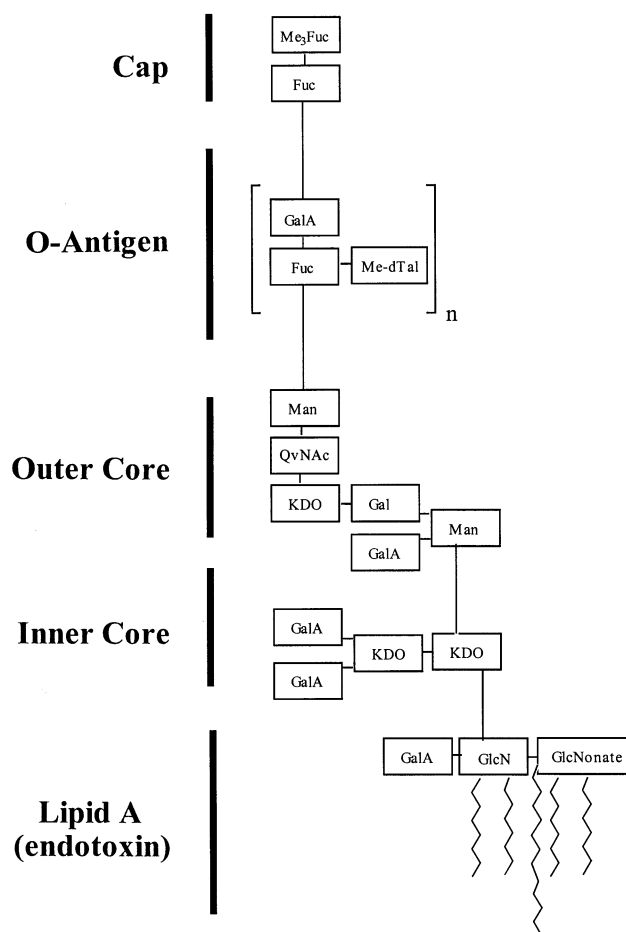 Me₃Fuc
Cap
Fuc
GalA
O-Antigen
Fuc
Me-dTal
n
Man
QvNAc
Outer Core
KDO
Gal
Man
GalA
GalA
Inner Core
KDO
KDO
GalA
GalA
GlcN
GlcNonate
Lipid A
(endotoxin)